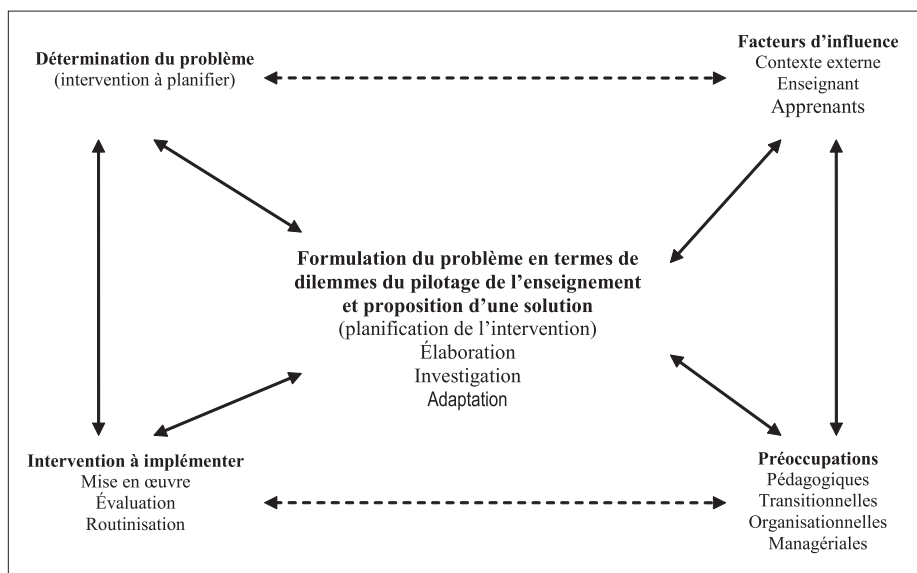 Détermination du problème
(intervention à planifier)
Facteurs d'influence
Contexte externe
Enseignant
Apprenants
Formulation du problème en termes de
dilemmes du pilotage de l'enseignement
et proposition d'une solution
(planification de l'intervention)
Élaboration
Investigation
Adaptation
Intervention à implémenter
Mise en œuvre
Évaluation
Routinisation
Préoccupations
Pédagogiques
Transitionnelles
Organisationnelles
Managériales